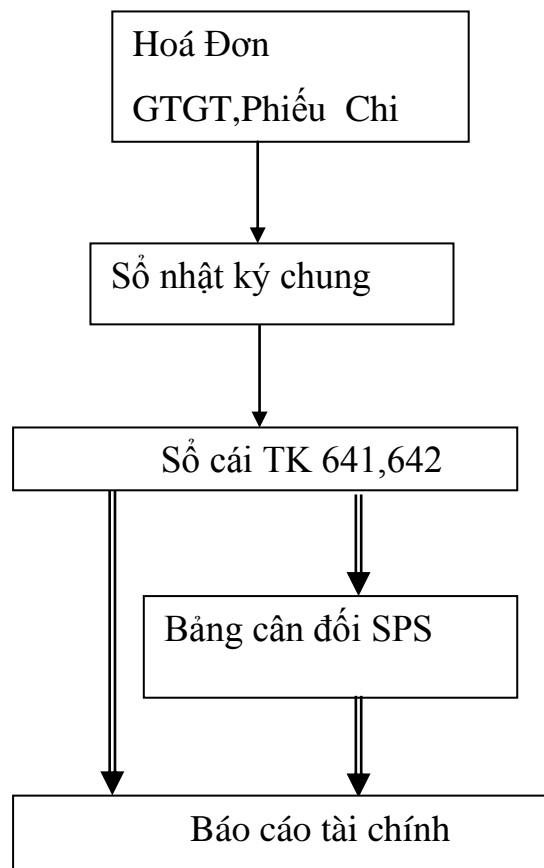 Hoá Đơn
GTGT,Phiếu Chi
Sổ nhật ký chung
Sổ cái TK 641,642
Bảng cân đối SPS
Báo cáo tài chính